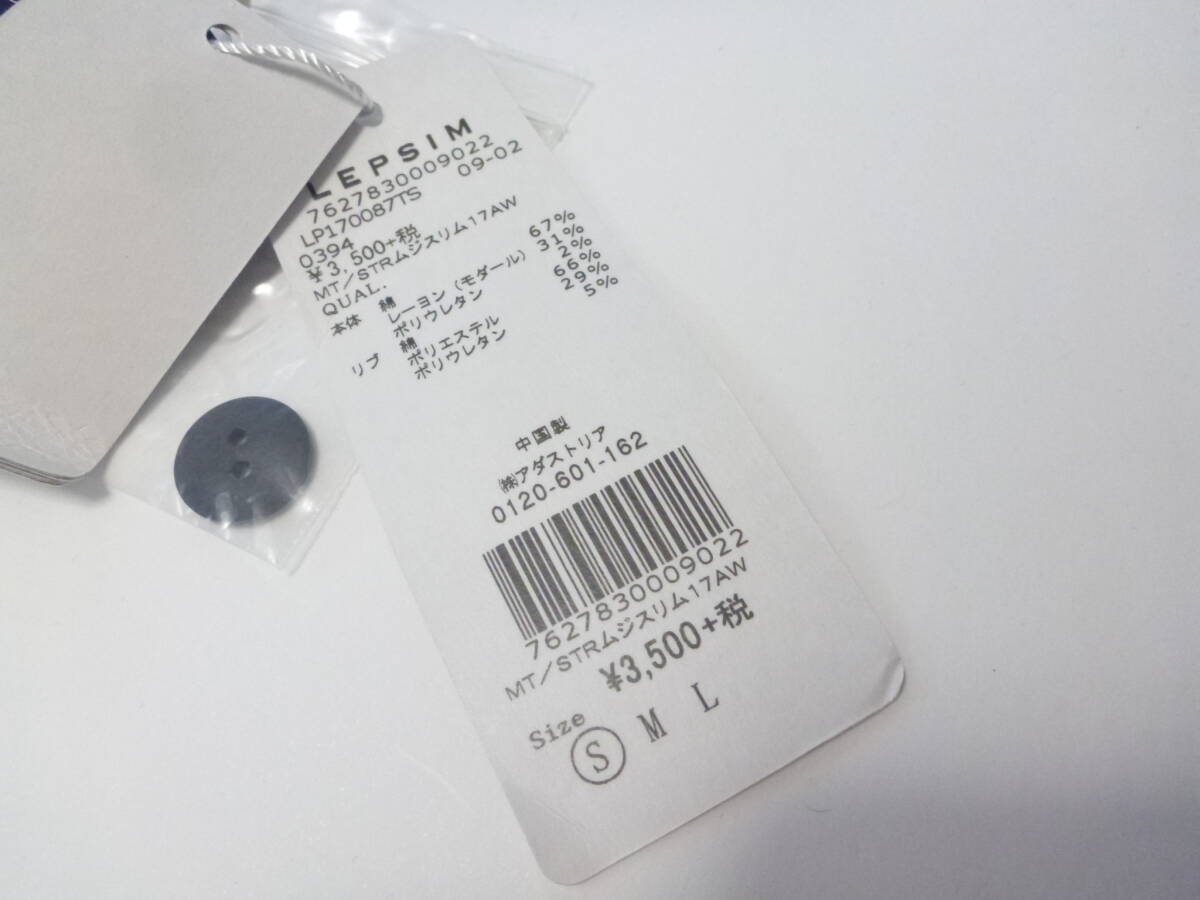 LEPSIM
7627830009022
LP170087TS 09-02
0394
¥3,500+税
MT/STRムジスリム17AW
QUAL.
本体 綿 67%
レーヨン(モダール) 31%
ポリウレタン 2%
リブ 綿 66%
ポリエステル 29%
ポリウレタン 5%
中国製
㈱アダストリア
0120-601-162
7627830009022
MT/STRムジスリム17AW
¥3,500+税
Size
S M L